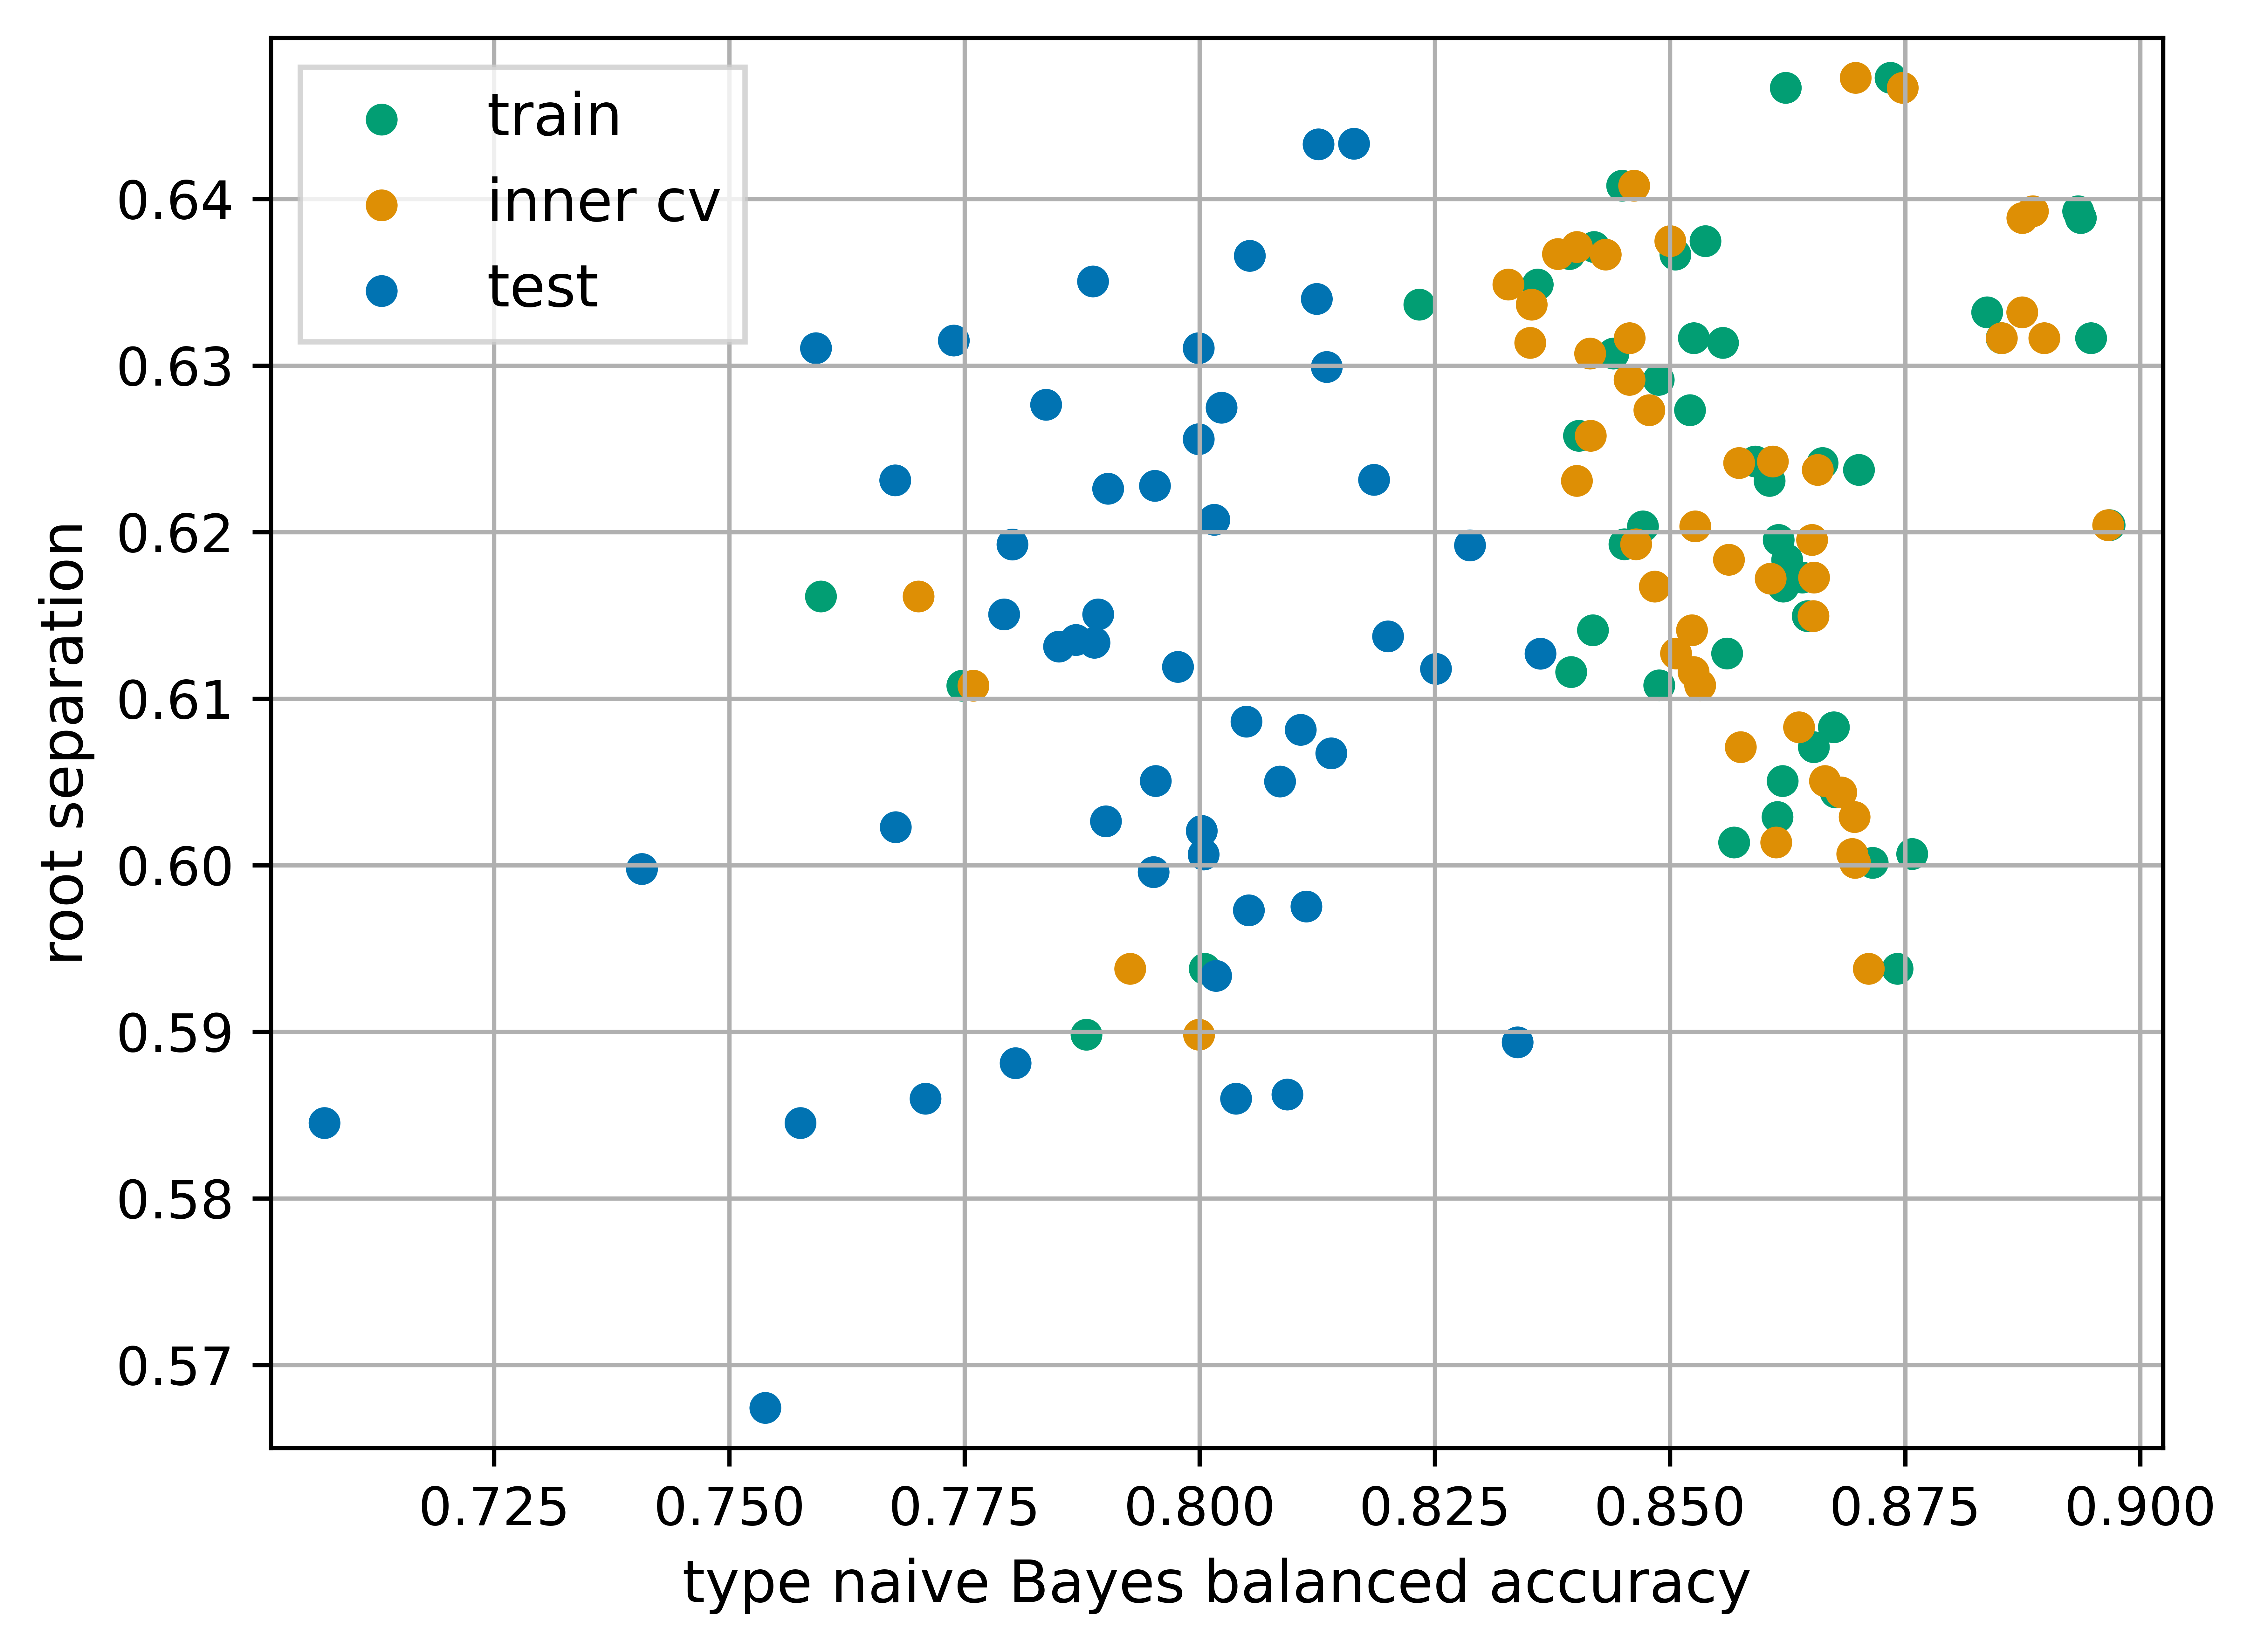 train
inner cv
test
root separation
0.64
0.63
0.62
0.61
0.60
0.59
0.58
0.57
0.725 0.750 0.775 0.800 0.825 0.850 0.875 0.900
type naive Bayes balanced accuracy